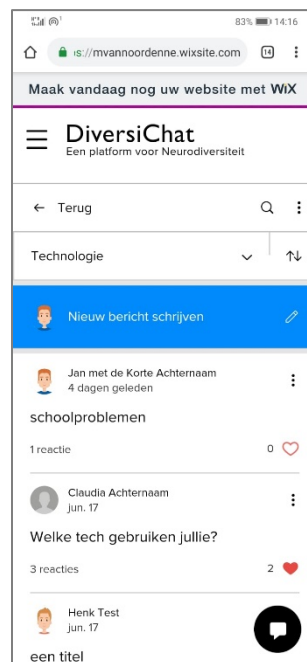 83% 14:16
s://mvannoordenne.wixsite.com 14
Maak vandaag nog uw website met WiX
DiversiChat
Een platform voor Neurodiversiteit
Terug
Technologie
Nieuw bericht schrijven
Jan met de Korte Achternaam
4 dagen geleden
schoolproblemen
1 reactie 0
Claudia Achternaam
jun. 17
Welke tech gebruiken jullie?
3 reacties 2
Henk Test
jun. 17
een titel